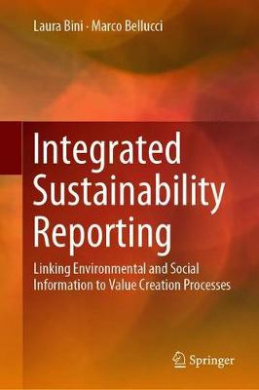 Laura Bini · Marco Bellucci
Integrated
Sustainability
Reporting
Linking Environmental and Social
Information to Value Creation Processes
Springer